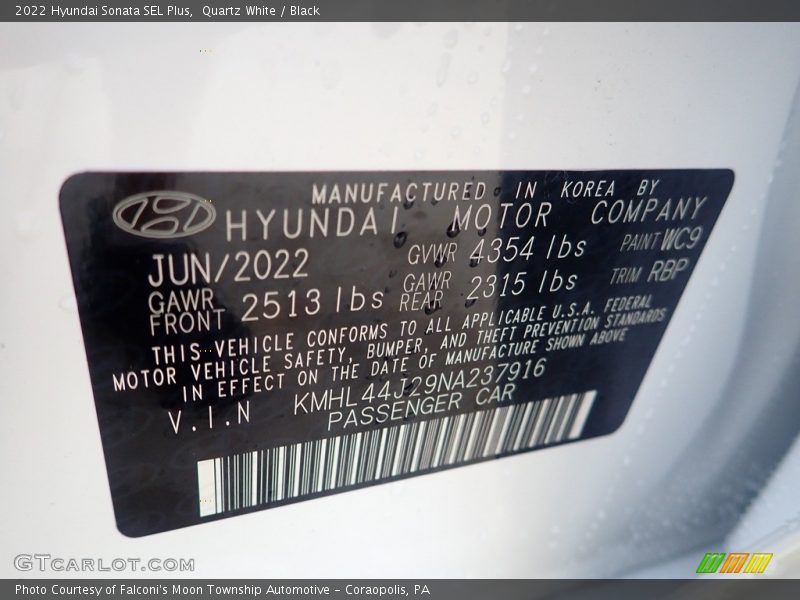 2022 Hyundai Sonata SEL Plus, Quartz White / Black
MANUFACTURED IN KOREA BY
HYUNDAI MOTOR COMPANY
JUN/2022 GVWR 4354 lbs PAINT WC9
GAWR FRONT 2513 lbs GAWR REAR 2315 lbs TRIM RBP
THIS VEHICLE CONFORMS TO ALL APPLICABLE U.S.A. FEDERAL
MOTOR VEHICLE SAFETY, BUMPER, AND THEFT PREVENTION STANDARDS
IN EFFECT ON THE DATE OF MANUFACTURE SHOWN ABOVE
V.I.N KMHL44J29NA237916
PASSENGER CAR
GTCARLOT.COM
Photo Courtesy of Falconi's Moon Township Automotive – Coraopolis, PA